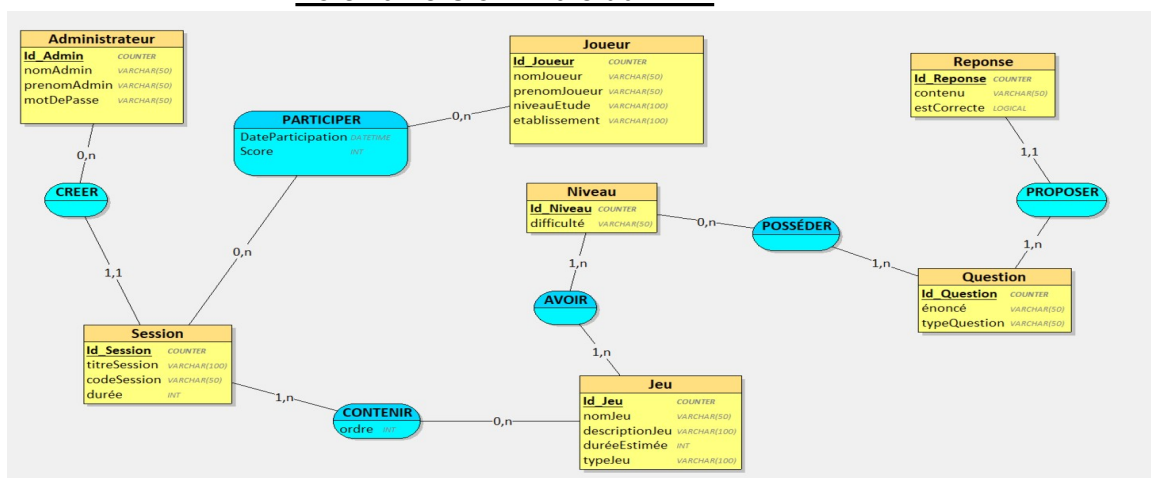 Administrateur
Id_Admin COUNTER
nomAdmin VARCHAR(50)
prenomAdmin VARCHAR(50)
motDePasse VARCHAR(50)
0,n
CREER
1,1
PARTICIPER
DateParticipation DATETIME
Score INT
0,n
0,n
Joueur
Id_Joueur COUNTER
nomJoueur VARCHAR(50)
prenomJoueur VARCHAR(50)
niveauEtude VARCHAR(100)
etablissement VARCHAR(100)
Reponse
Id_Reponse COUNTER
contenu VARCHAR(50)
estCorrecte LOGICAL
1,1
PROPOSER
1,n
Niveau
Id_Niveau COUNTER
difficulté VARCHAR(50)
0,n
POSSÉDER
1,n
Question
Id_Question COUNTER
énoncé VARCHAR(50)
typeQuestion VARCHAR(50)
1,n
AVOIR
1,n
Session
Id_Session COUNTER
titreSession VARCHAR(100)
codeSession VARCHAR(50)
durée INT
1,n
CONTENIR
ordre INT
0,n
Jeu
Id_Jeu COUNTER
nomJeu VARCHAR(50)
descriptionJeu VARCHAR(100)
duréeEstimée INT
typeJeu VARCHAR(100)